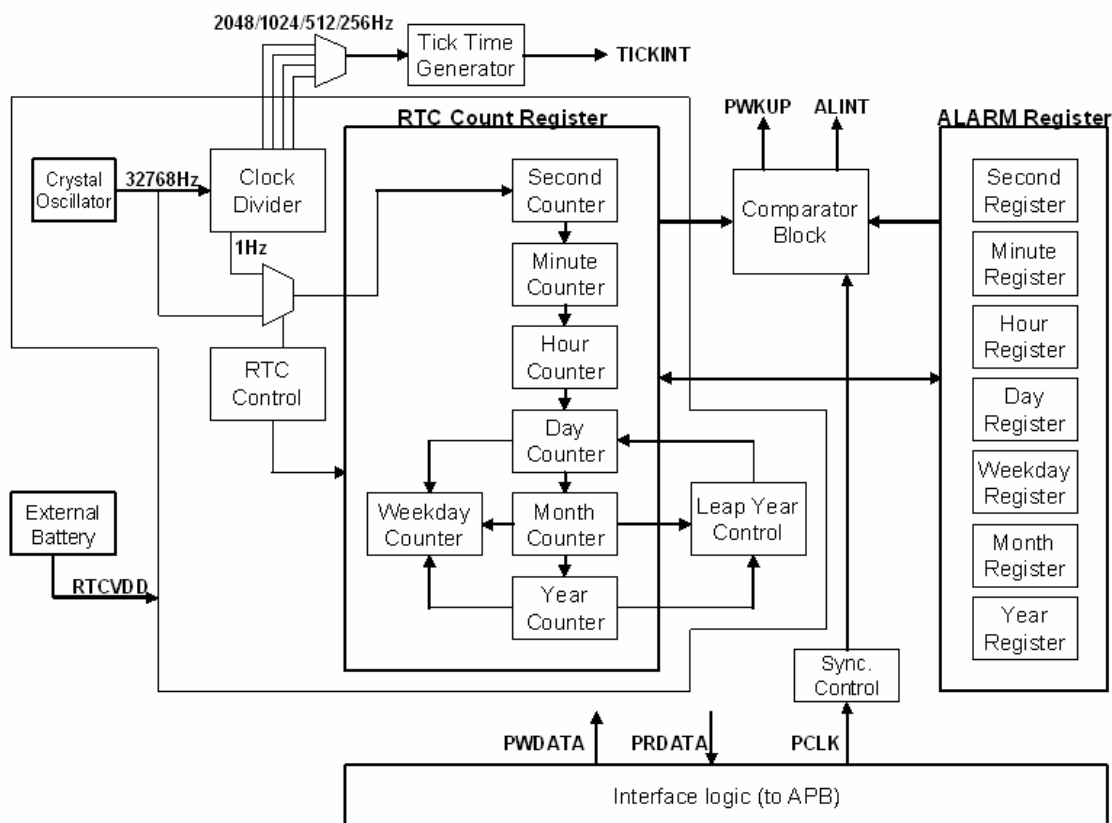 2048/1024/512/256Hz
Tick Time
Generator
TICKINT
PWKUP
ALINT
RTC Count Register
ALARM Register
Crystal
Oscillator
32768Hz
Clock
Divider
1Hz
Second
Counter
Minute
Counter
Hour
Counter
Day
Counter
Weekday
Counter
Month
Counter
Year
Counter
Leap Year
Control
Comparator
Block
Second
Register
Minute
Register
Hour
Register
Day
Register
Weekday
Register
Month
Register
Year
Register
RTC
Control
External
Battery
RTCVDD
Sync.
Control
PWDATA
PRDATA
PCLK
Interface logic (to APB)